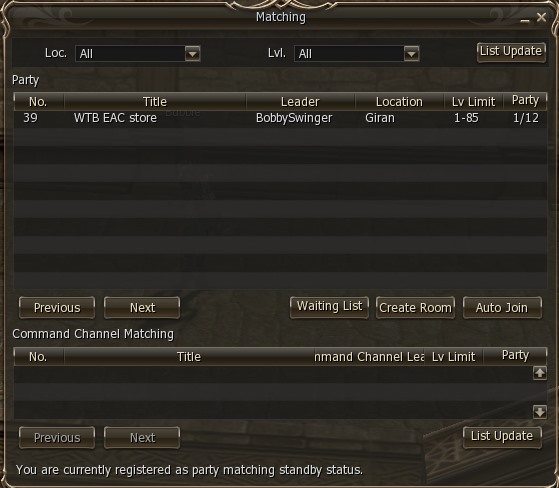 Matching
Loc. All Lvl. All List Update
Party
No. Title Leader Location Lv Limit Party
39 WTB EAC store BobbySwinger Giran 1-85 1/12
Previous Next Waiting List Create Room Auto Join
Command Channel Matching
No. Title mmand Channel Lea Lv Limit Party
Previous Next List Update
You are currently registered as party matching standby status.